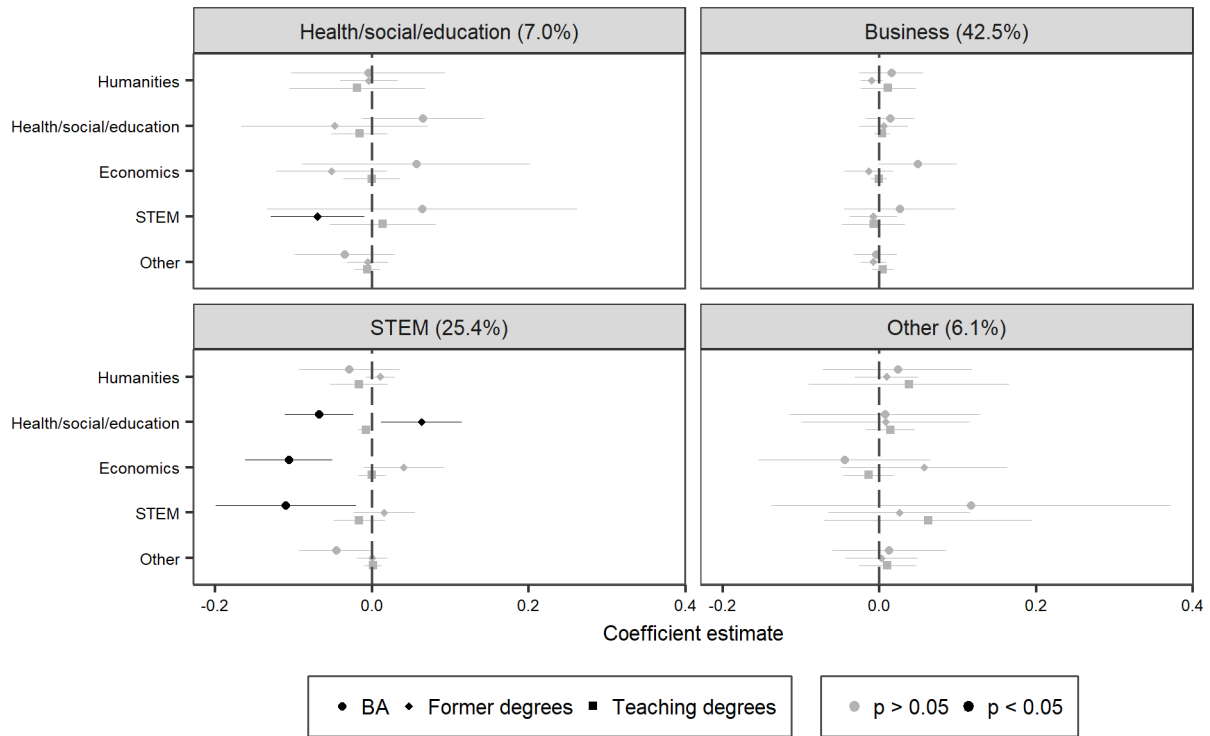 Health/social/education (7.0%)
Business (42.5%)
Humanities
Health/social/education
Economics
STEM
Other
STEM (25.4%)
Other (6.1%)
Humanities
Health/social/education
Economics
STEM
Other
-0.2 0.0 0.2 0.4
-0.2 0.0 0.2 0.4
Coefficient estimate
BA Former degrees Teaching degrees
p > 0.05 p < 0.05